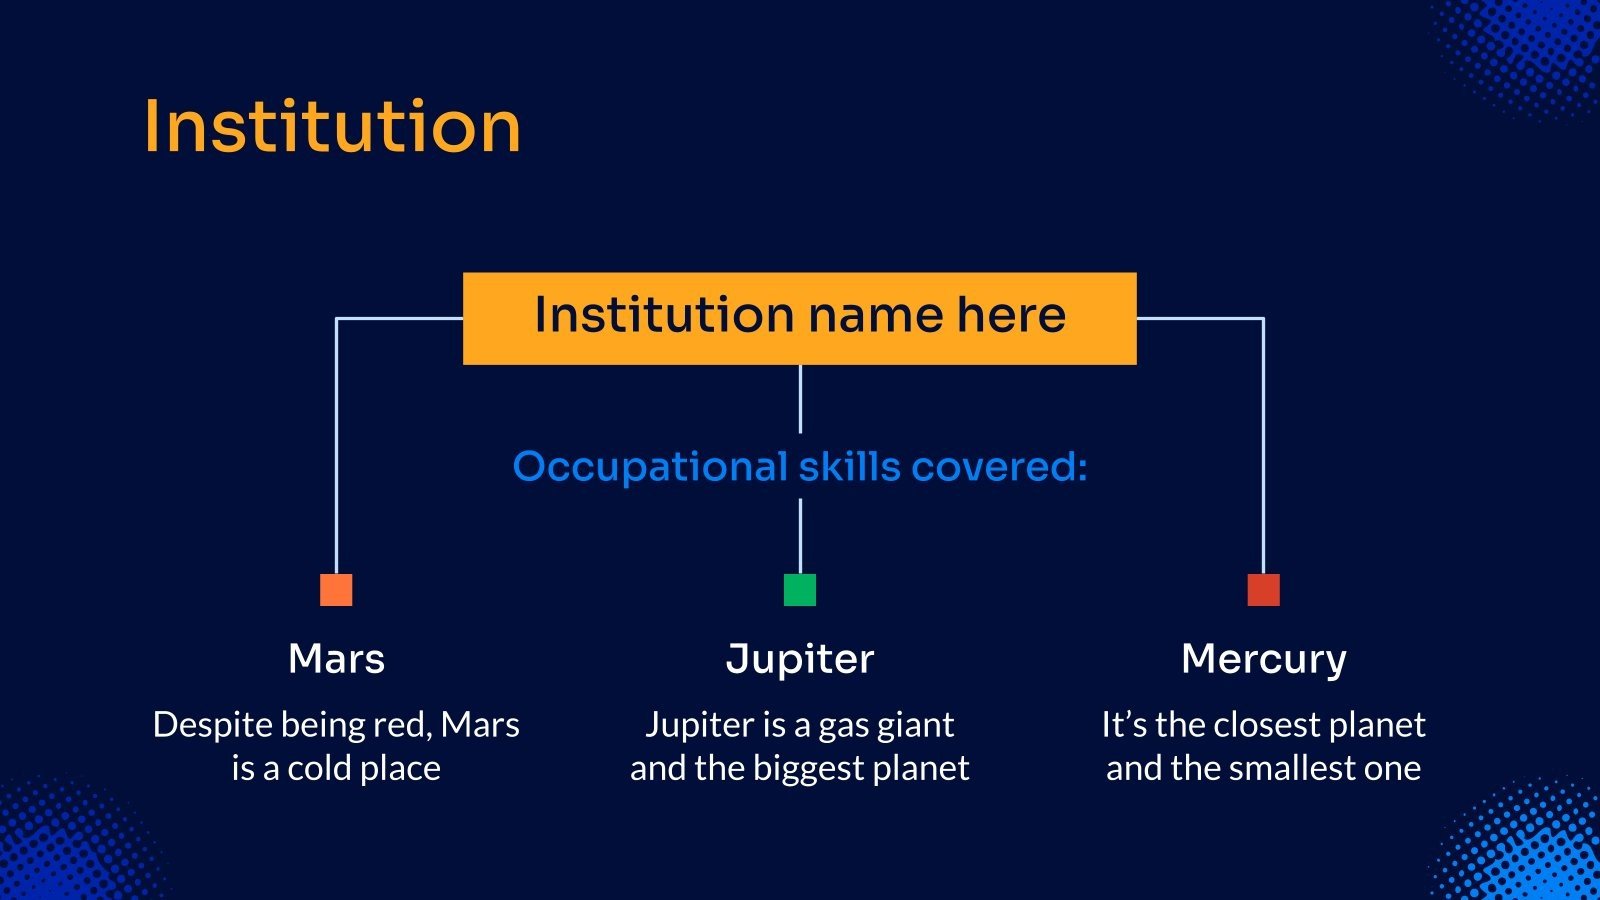 Institution
Institution name here
Occupational skills covered:
Mars
Despite being red, Mars
is a cold place
Jupiter
Jupiter is a gas giant
and the biggest planet
Mercury
It’s the closest planet
and the smallest one